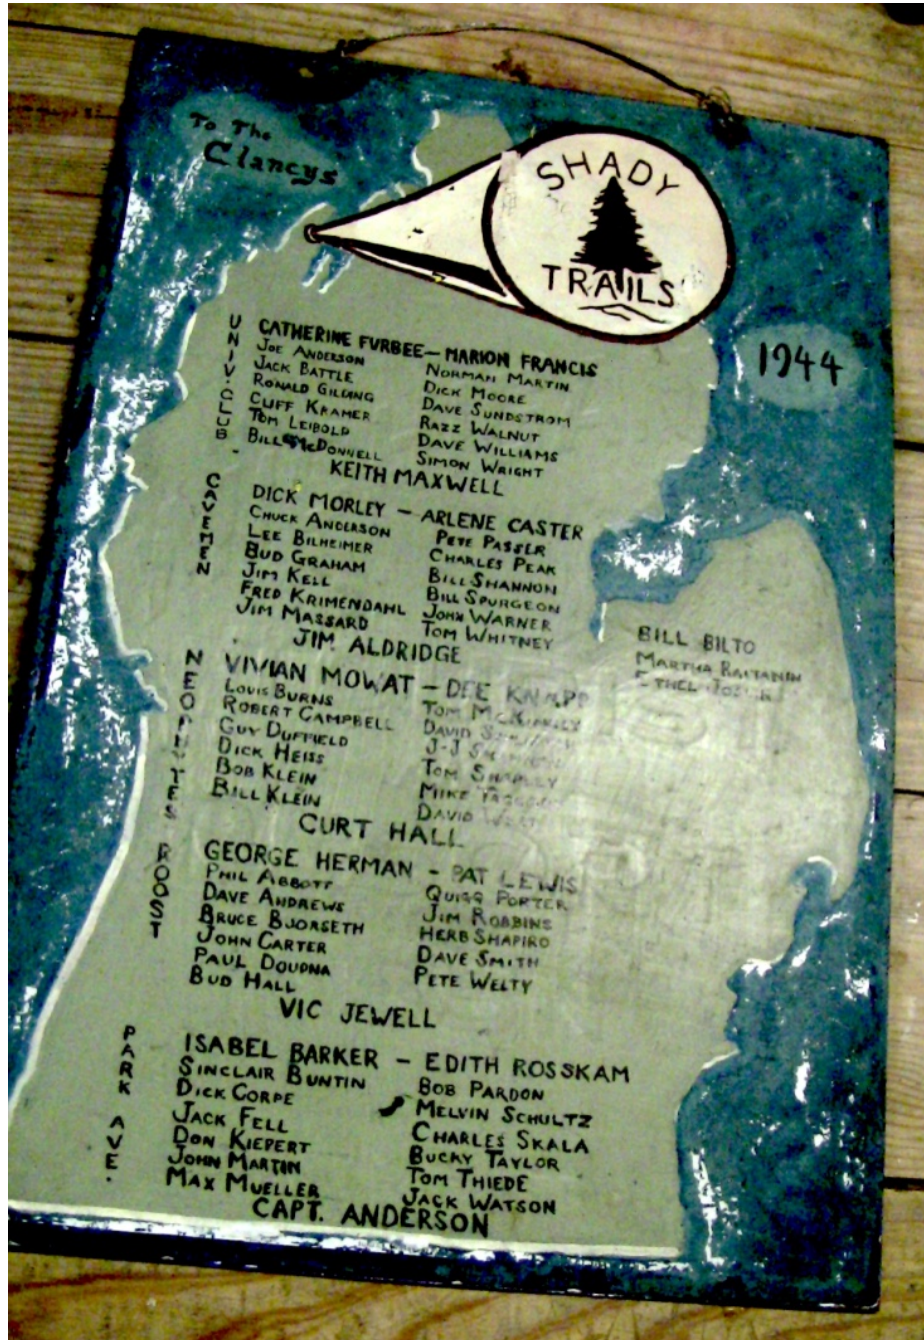 To The
Clancys
SHADY
TRAILS
1944
UNIV. CLUB
CATHERINE FURBEE — MARION FRANCIS
JOE ANDERSON NORMAN MARTIN
JACK BATTLE DICK MOORE
RONALD GILDING DAVE SUNDSTROM
CLIFF KRAMER RAZZ WALNUT
TOM LEIBOLD DAVE WILLIAMS
BILL McDONNELL SIMON WRIGHT
KEITH MAXWELL
CAVEMEN
DICK MORLEY — ARLENE CASTER
CHUCK ANDERSON PETE PASSER
LEE BILHEIMER CHARLES PEAK
BUD GRAHAM BILL SHANNON
JIM KELL BILL SPURGEON
FRED KRIMENDAHL JOHN WARNER
JIM MASSARD TOM WHITNEY
JIM ALDRIDGE
BILL BILTO
MARTHA
ETHEL
NEOPHYTES
VIVIAN MOWAT — DEE KNAPP
LOUIS BURNS TOM
ROBERT CAMPBELL DAVID
GUY DUFFIELD J-J
DICK HEISS TOM
BOB KLEIN MIKE
BILL KLEIN DAVID
CURT HALL
ROOST
GEORGE HERMAN - PAT LEWIS
PHIL ABBOTT QUIGG PORTER
DAVE ANDREWS JIM ROBBINS
BRUCE BJORSETH HERB SHAPIRO
JOHN CARTER DAVE SMITH
PAUL DOUDNA PETE WELTY
BUD HALL
VIC JEWELL
PARK AVE.
ISABEL BARKER — EDITH ROSSKAM
SINCLAIR BUNTIN BOB PARDON
DICK CORPE MELVIN SCHULTZ
JACK FELL CHARLES SKALA
DON KIEPERT BUCKY TAYLOR
JOHN MARTIN TOM THIEDE
MAX MUELLER JACK WATSON
CAPT. ANDERSON